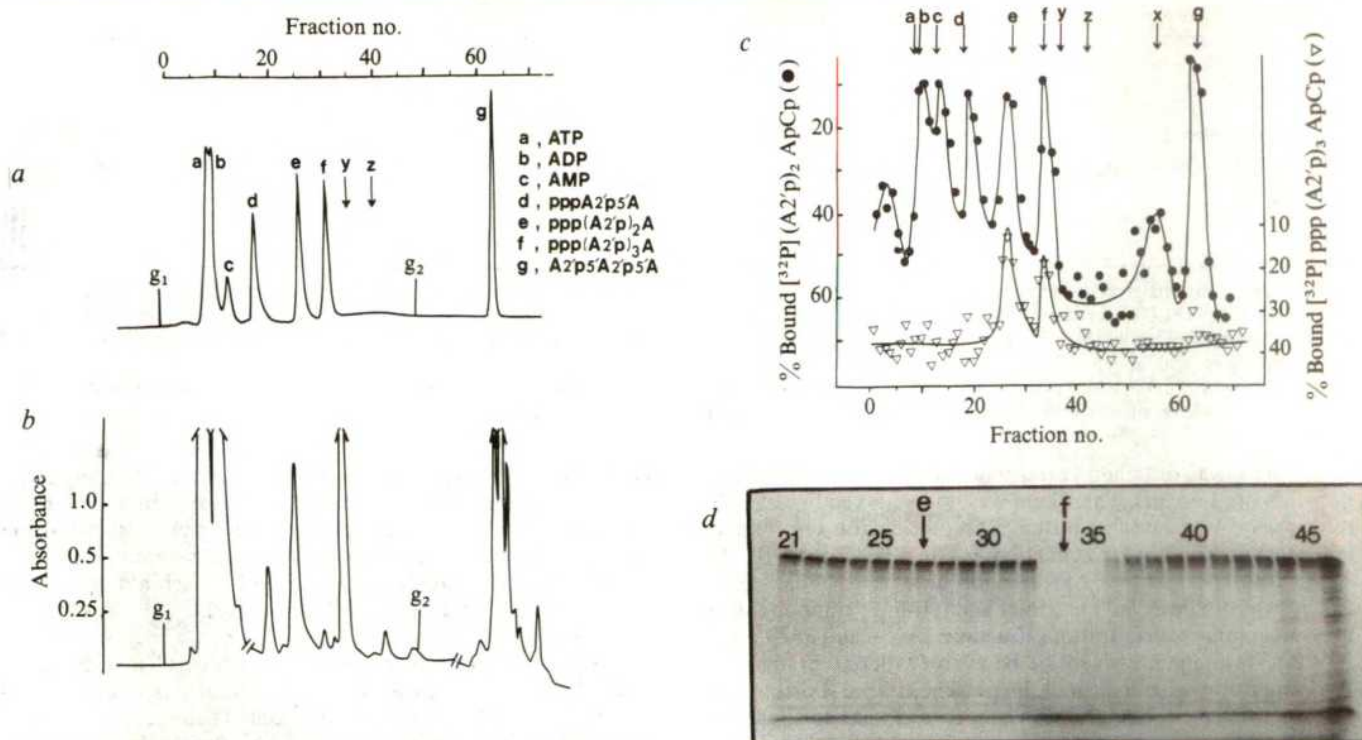 Fraction no.
0 20 40 60
a
a b c d e f y z g
g₁ g₂
a , ATP
b , ADP
c , AMP
d , pppA2'p5'A
e , ppp(A2'p)₂A
f , ppp(A2'p)₃A
g , A2'p5'A2'p5'A
b
Absorbance
1.0
0.5
0.25
g₁ g₂
c
a b c d e f y z x g
% Bound [³²P] (A2'p)₂ ApCp (●)
20
40
60
% Bound [³²P] ppp (A2'p)₃ ApCp (▽)
10
20
30
40
0 20 40 60
Fraction no.
d
e f
21 25 30 35 40 45